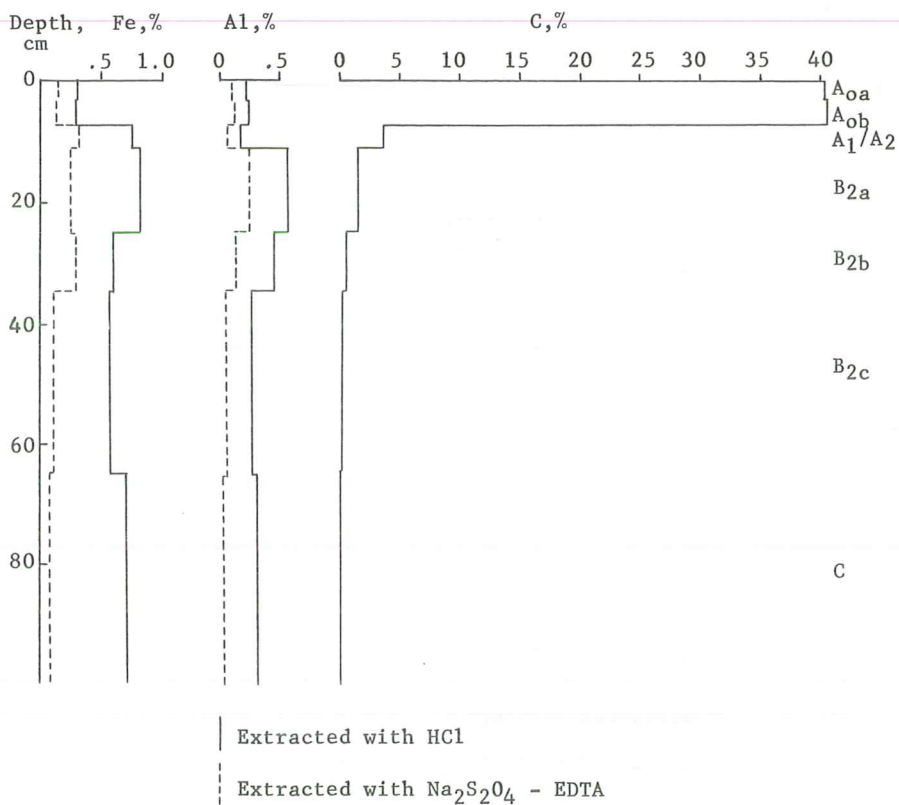 Depth, Fe,% Al,% C,%
cm
.5 1.0 0 .5 0 5 10 15 20 25 30 35 40
0
Aoa
Aob
A1/A2
20
B2a
B2b
40
B2c
60
80
C
Extracted with HCl
Extracted with Na2S2O4 - EDTA